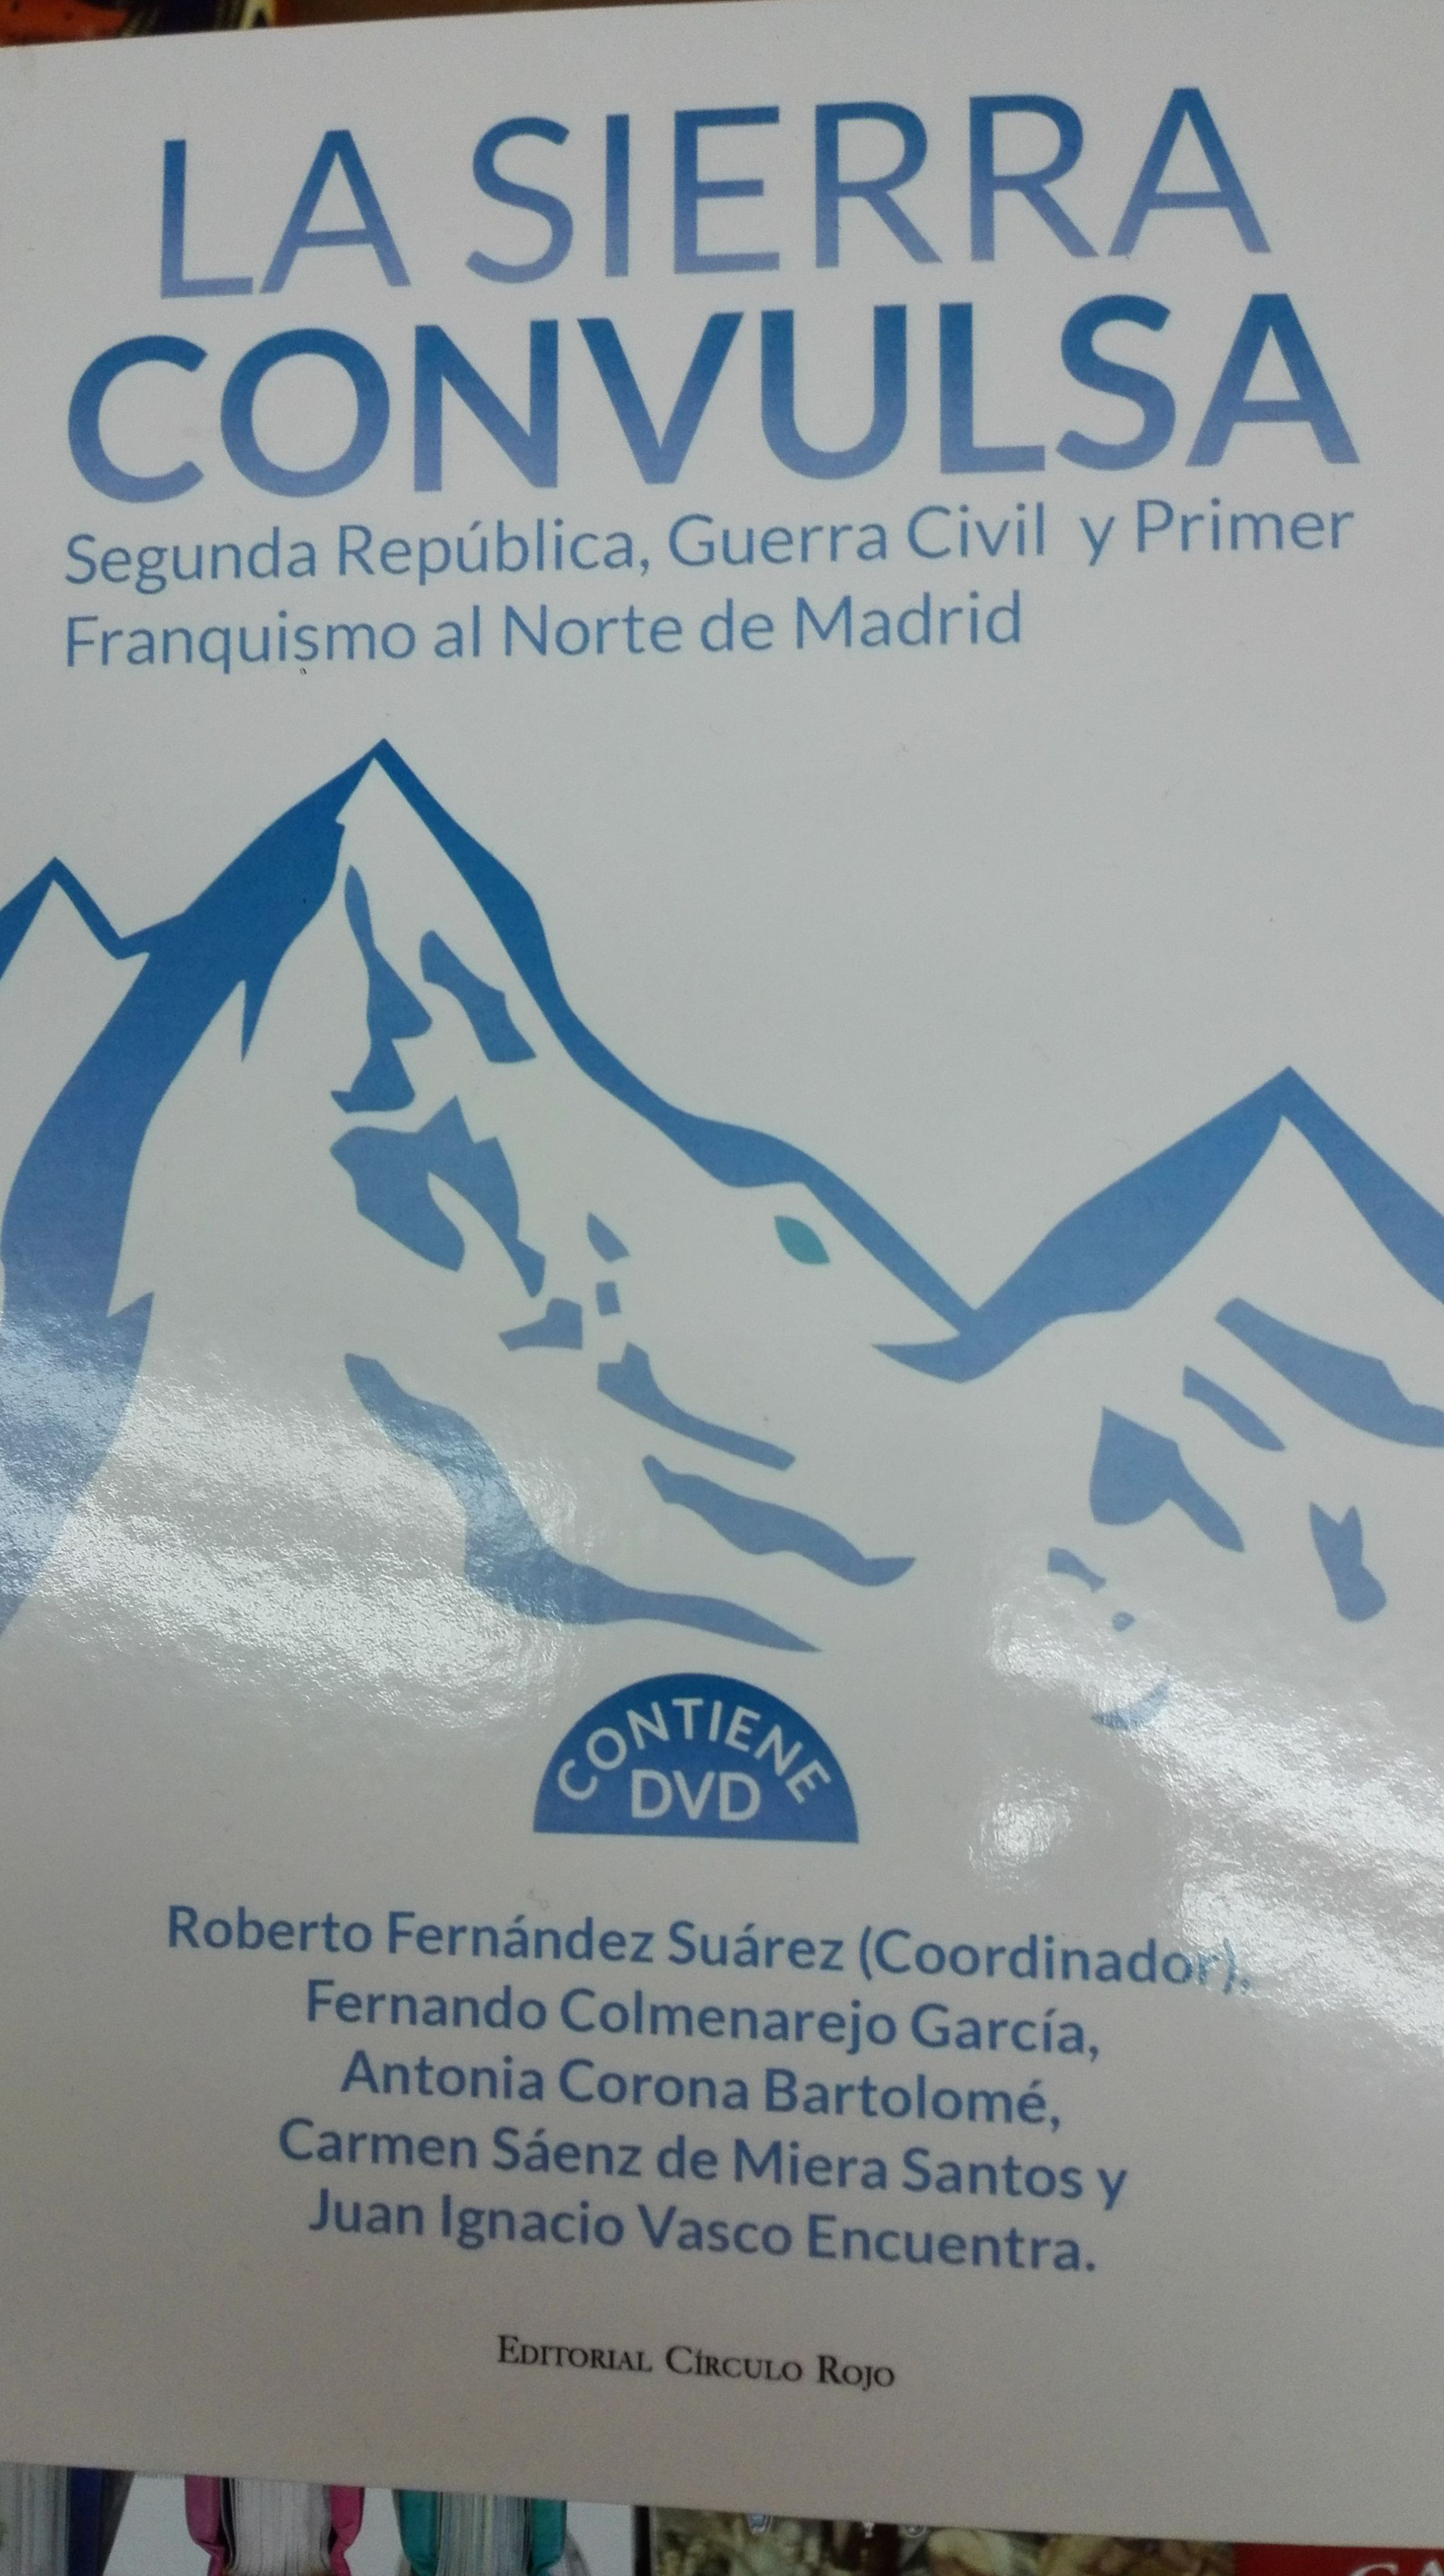 LA SIERRA
CONVULSA
Segunda República, Guerra Civil y Primer
Franquismo al Norte de Madrid
CONTIENE
DVD
Roberto Fernández Suárez (Coordinador),
Fernando Colmenarejo García,
Antonia Corona Bartolomé,
Carmen Sáenz de Miera Santos y
Juan Ignacio Vasco Encuentra.
EDITORIAL CÍRCULO ROJO